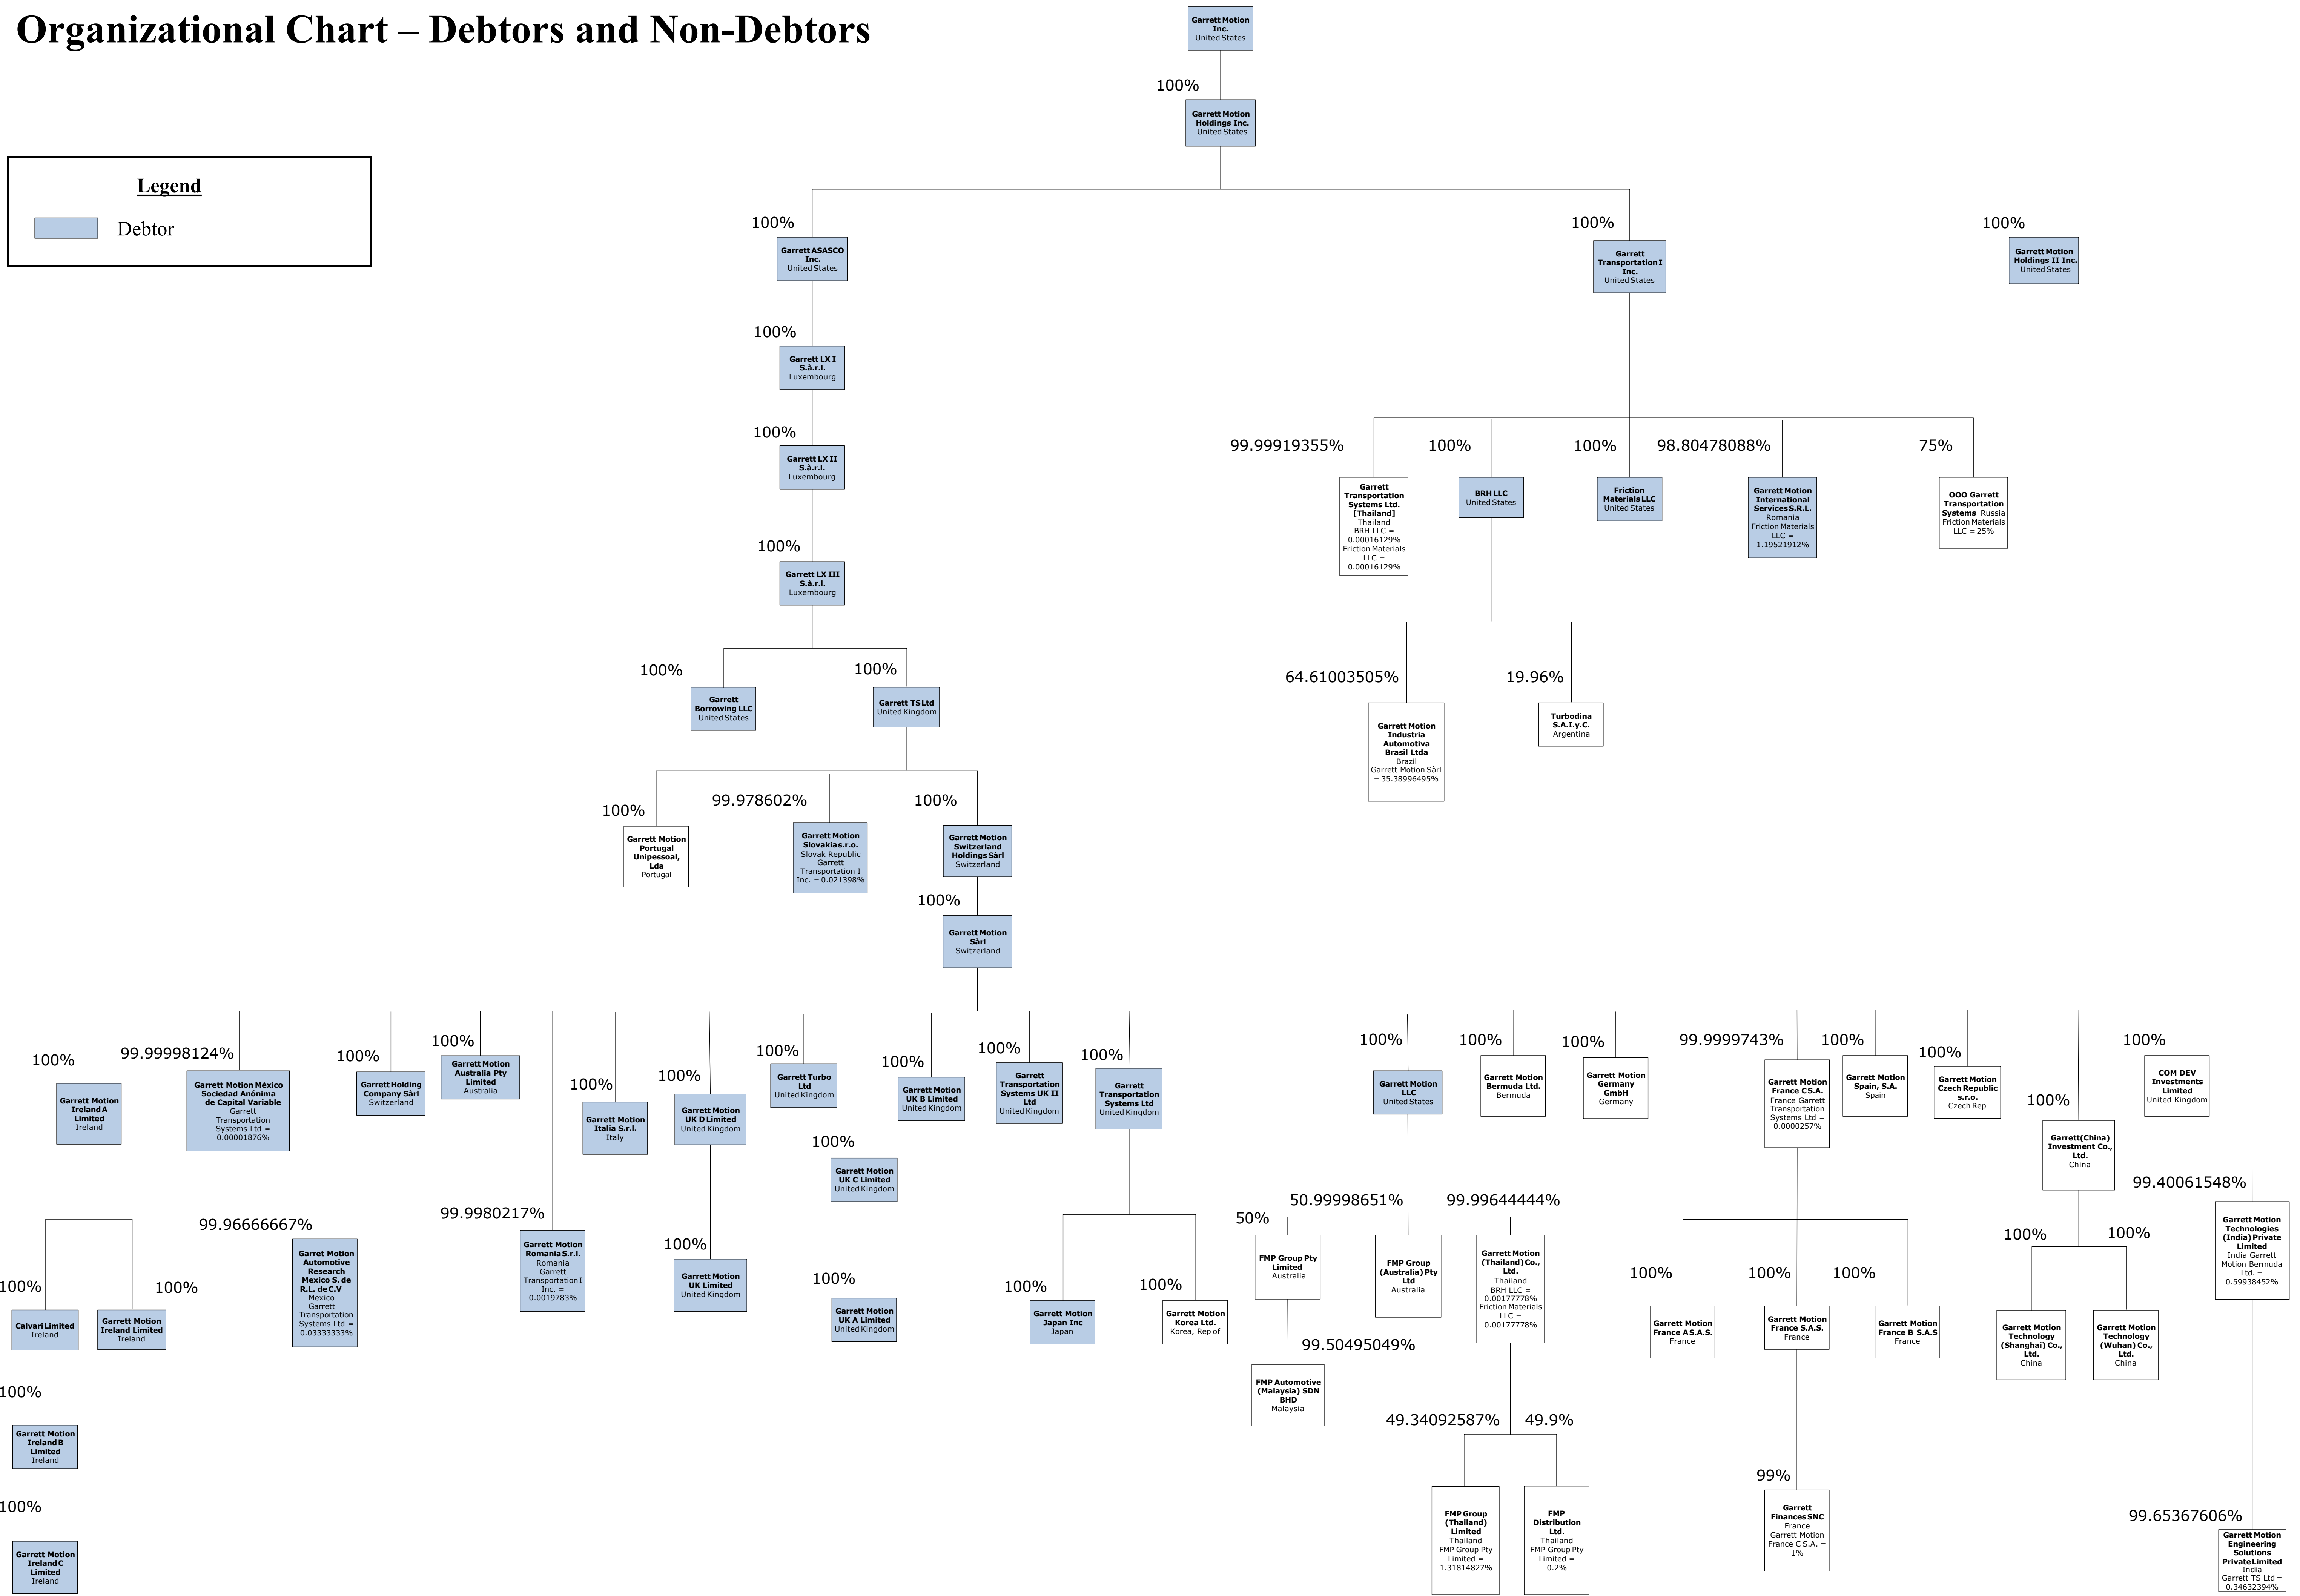 Organizational Chart – Debtors and Non-Debtors
Garrett Motion
Inc.
United States
100%
Garrett Motion
Holdings Inc.
United States
Legend
Debtor
100%
Garrett ASASCO
Inc.
United States
100%
Garrett
Transportation I
Inc.
United States
100%
Garrett Motion
Holdings II Inc.
United States
100%
Garrett LX I
S.à.r.l.
Luxembourg
100%
Garrett LX II
S.à.r.l.
Luxembourg
100%
Garrett LX III
S.à.r.l.
Luxembourg
99.99919355%
Garrett
Transportation
Systems Ltd.
[Thailand]
Thailand
BRH LLC =
0.00016129%
Friction Materials
LLC =
0.00016129%
100%
BRH LLC
United States
100%
Friction
Materials LLC
United States
98.80478088%
Garrett Motion
International
Services S.R.L.
Romania
Friction Materials
LLC =
1.19521912%
75%
OOO Garrett
Transportation
Systems Russia
Friction Materials
LLC = 25%
100%
Garrett
Borrowing LLC
United States
100%
Garrett TS Ltd
United Kingdom
64.61003505%
Garrett Motion
Industria
Automotiva
Brasil Ltda
Brazil
Garrett Motion Sàrl
= 35.38996495%
19.96%
Turbodina
S.A.I.y.C.
Argentina
100%
Garrett Motion
Portugal
Unipessoal,
Lda
Portugal
99.978602%
Garrett Motion
Slovakia s.r.o.
Slovak Republic
Garrett
Transportation I
Inc. = 0.021398%
100%
Garrett Motion
Switzerland
Holdings Sàrl
Switzerland
100%
Garrett Motion
Sàrl
Switzerland
100%
Garrett Motion
Ireland A
Limited
Ireland
99.99998124%
Garrett Motion México
Sociedad Anónima
de Capital Variable
Garrett
Transportation
Systems Ltd =
0.00001876%
99.96666667%
Garret Motion
Automotive
Research
Mexico S. de
R.L. de C.V
Mexico
Garrett
Transportation
Systems Ltd =
0.03333333%
100%
Garrett Holding
Company Sàrl
Switzerland
100%
Garrett Motion
Australia Pty
Limited
Australia
99.9980217%
Garrett Motion
Romania S.r.l.
Romania
Garrett
Transportation I
Inc. =
0.0019783%
100%
Garrett Motion
Italia S.r.l.
Italy
100%
Garrett Motion
UK D Limited
United Kingdom
100%
Garrett Motion
UK Limited
United Kingdom
100%
Garrett Turbo
Ltd
United Kingdom
100%
Garrett Motion
UK C Limited
United Kingdom
100%
Garrett Motion
UK A Limited
United Kingdom
100%
Garrett Motion
UK B Limited
United Kingdom
100%
Garrett
Transportation
Systems UK II
Ltd
United Kingdom
100%
Garrett
Transportation
Systems Ltd
United Kingdom
100%
Garrett Motion
Japan Inc
Japan
100%
Garrett Motion
Korea Ltd.
Korea, Rep of
100%
Garrett Motion
LLC
United States
50%
FMP Group Pty
Limited
Australia
99.50495049%
FMP Automotive
(Malaysia) SDN
BHD
Malaysia
50.99998651%
FMP Group
(Australia) Pty
Ltd
Australia
99.99644444%
Garrett Motion
(Thailand) Co.,
Ltd.
Thailand
BRH LLC =
0.00177778%
Friction Materials
LLC =
0.00177778%
49.34092587%
FMP Group
(Thailand)
Limited
Thailand
FMP Group Pty
Limited =
1.31814827%
49.9%
FMP
Distribution
Ltd.
Thailand
FMP Group Pty
Limited =
0.2%
100%
Garrett Motion
Bermuda Ltd.
Bermuda
100%
Garrett Motion
Germany
GmbH
Germany
99.9999743%
Garrett Motion
France C S.A.
France Garrett
Transportation
Systems Ltd =
0.0000257%
100%
Garrett Motion
France A S.A.S.
France
100%
Garrett Motion
France S.A.S.
France
100%
Garrett Motion
France B S.A.S
France
99%
Garrett
Finances SNC
France
Garrett Motion
France C S.A. =
1%
100%
Garrett Motion
Spain, S.A.
Spain
100%
Garrett Motion
Czech Republic
s.r.o.
Czech Rep
100%
Garrett (China)
Investment Co.,
Ltd.
China
100%
Garrett Motion
Technology
(Shanghai) Co.,
Ltd.
China
100%
Garrett Motion
Technology
(Wuhan) Co.,
Ltd.
China
100%
COM DEV
Investments
Limited
United Kingdom
99.40061548%
Garrett Motion
Technologies
(India) Private
Limited
India Garrett
Motion Bermuda
Ltd. =
0.59938452%
99.65367606%
Garrett Motion
Engineering
Solutions
Private Limited
India
Garrett TS Ltd =
0.34632394%
100%
Calvari Limited
Ireland
100%
Garrett Motion
Ireland Limited
Ireland
100%
Garrett Motion
Ireland B
Limited
Ireland
100%
Garrett Motion
Ireland C
Limited
Ireland